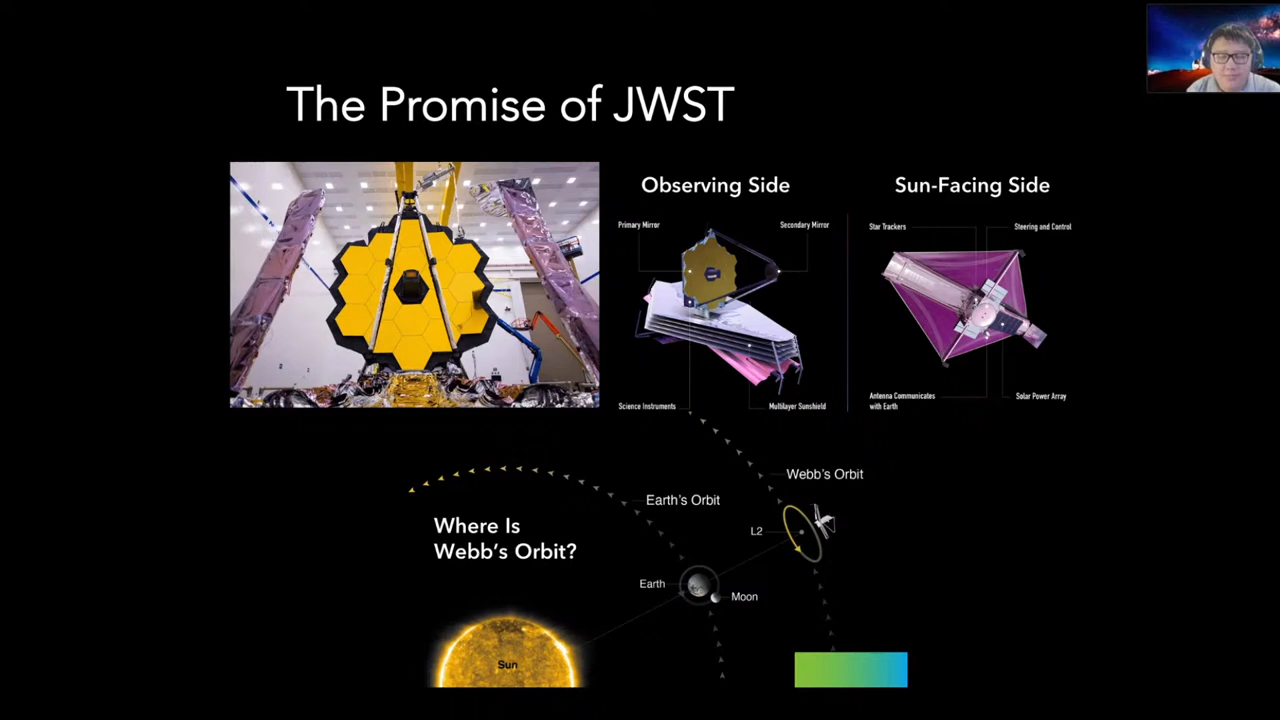 The Promise of JWST
Observing Side
Sun-Facing Side
Primary Mirror
Secondary Mirror
Star Trackers
Steering and Control
Science Instruments
Multilayer Sunshield
Antenna Communicates
with Earth
Solar Power Array
Webb's Orbit
Earth's Orbit
Where Is
Webb's Orbit?
L2
Earth
Moon
Sun